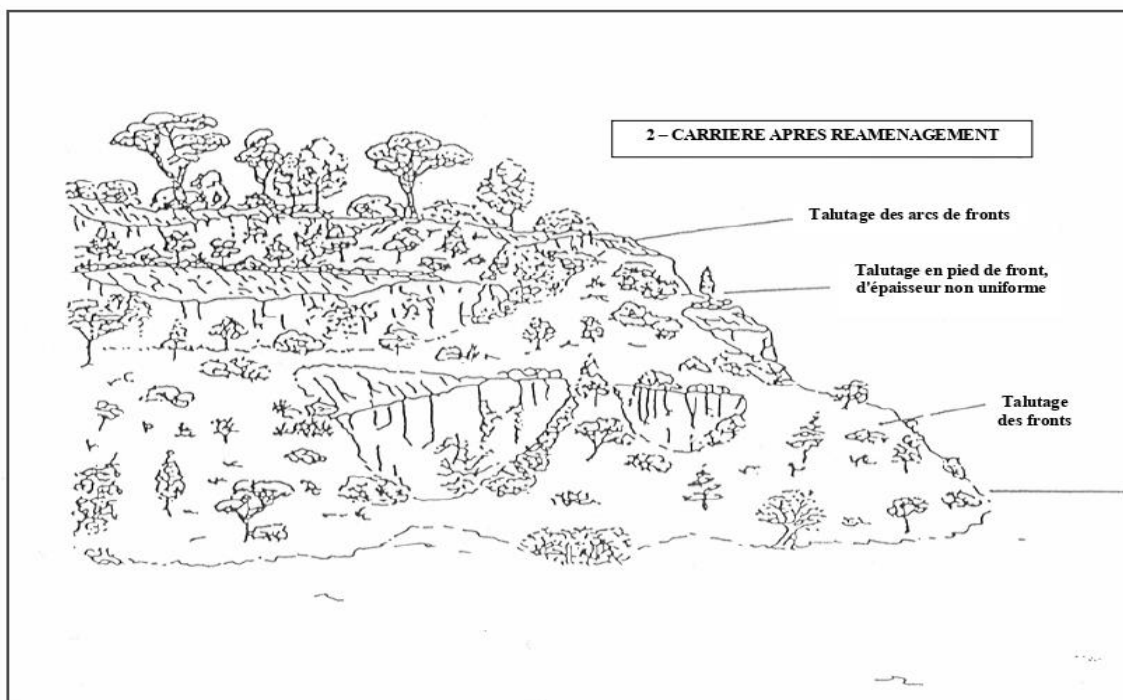 2 – CARRIERE APRES REAMENAGEMENT
Talutage des arcs de fronts
Talutage en pied de front,
d'épaisseur non uniforme
Talutage
des fronts